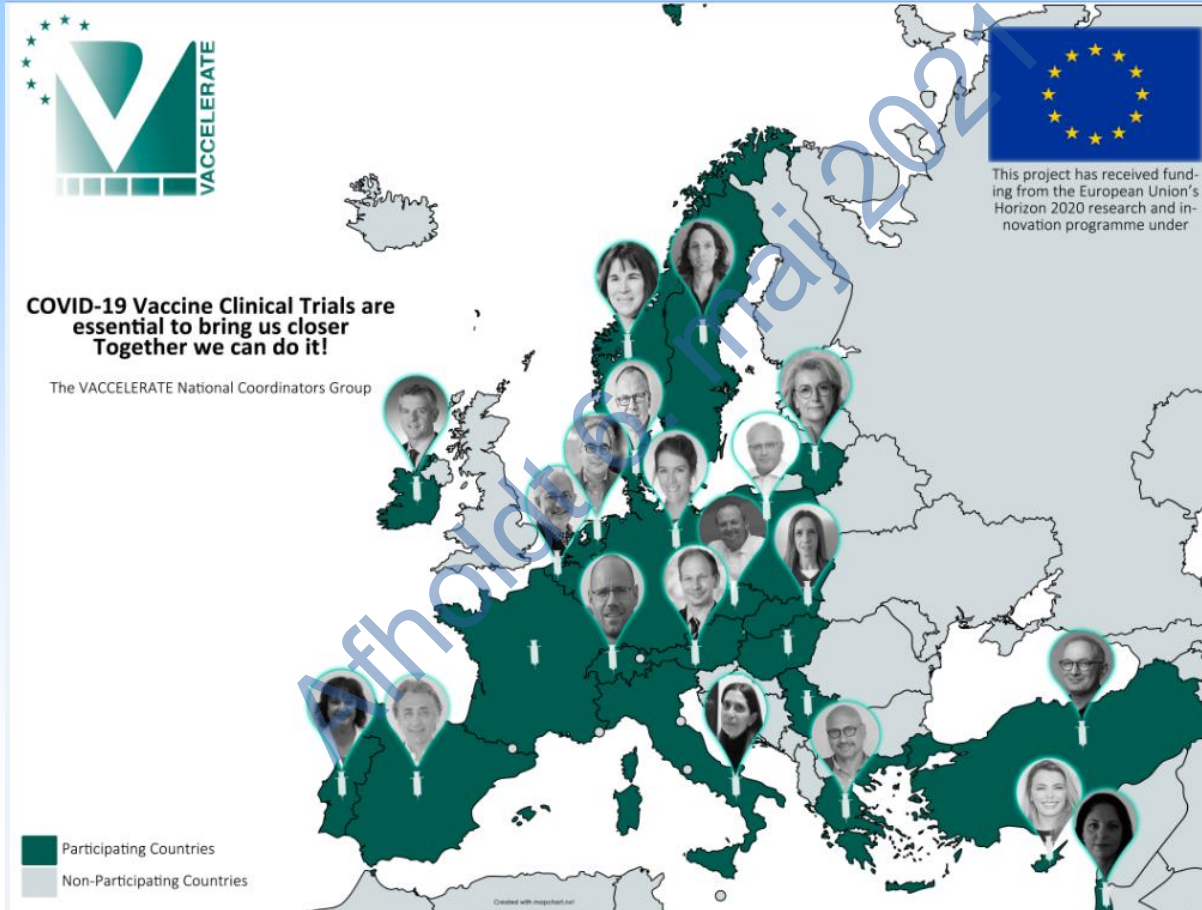 VACCELERATE
This project has received fund-
ing from the European Union's
Horizon 2020 research and in-
novation programme under
COVID-19 Vaccine Clinical Trials are
essential to bring us closer
Together we can do it!
The VACCELERATE National Coordinators Group
Afholdt 6. maj 2021
Participating Countries
Non-Participating Countries
Created with mapchart.net